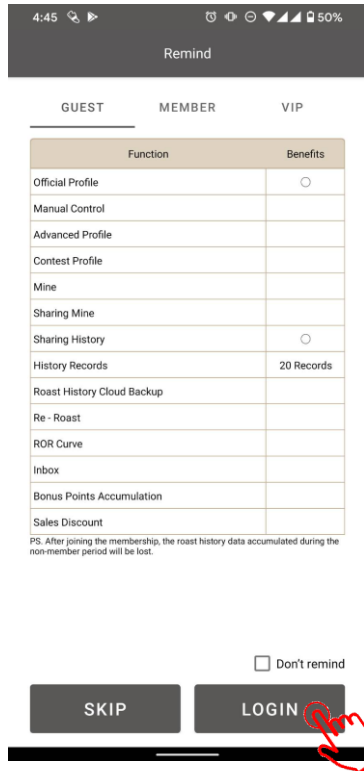 4:45 50%
Remind
GUEST MEMBER VIP
Function Benefits
Official Profile ○
Manual Control
Advanced Profile
Contest Profile
Mine
Sharing Mine
Sharing History ○
History Records 20 Records
Roast History Cloud Backup
Re - Roast
ROR Curve
Inbox
Bonus Points Accumulation
Sales Discount
PS. After joining the membership, the roast history data accumulated during the
non-member period will be lost.
Don't remind
SKIP LOGIN